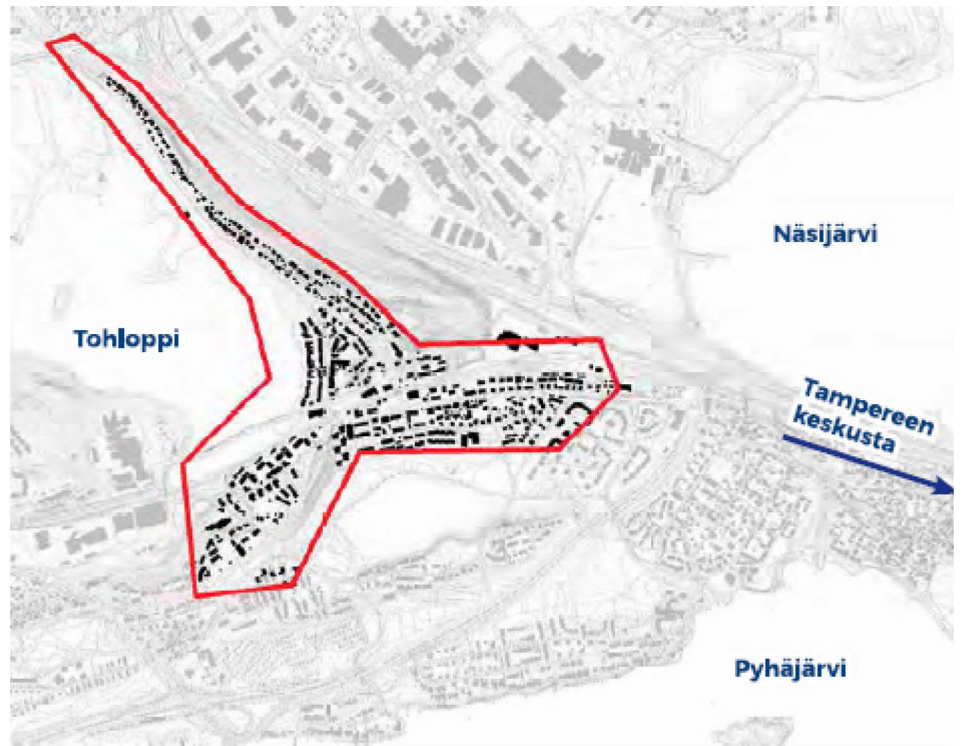 Näsijärvi
Tohloppi
Tampereen
keskusta
Pyhäjärvi